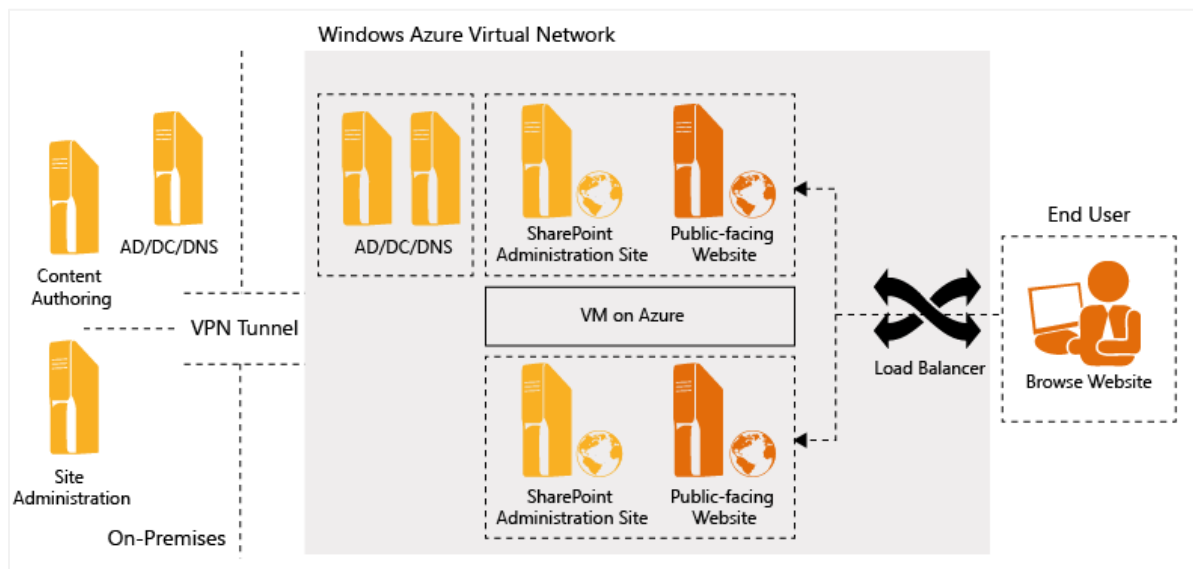 Windows Azure Virtual Network
AD/DC/DNS
Content
Authoring
VPN Tunnel
Site
Administration
On-Premises
AD/DC/DNS
SharePoint
Administration Site
Public-facing
Website
VM on Azure
SharePoint
Administration Site
Public-facing
Website
Load Balancer
End User
Browse Website